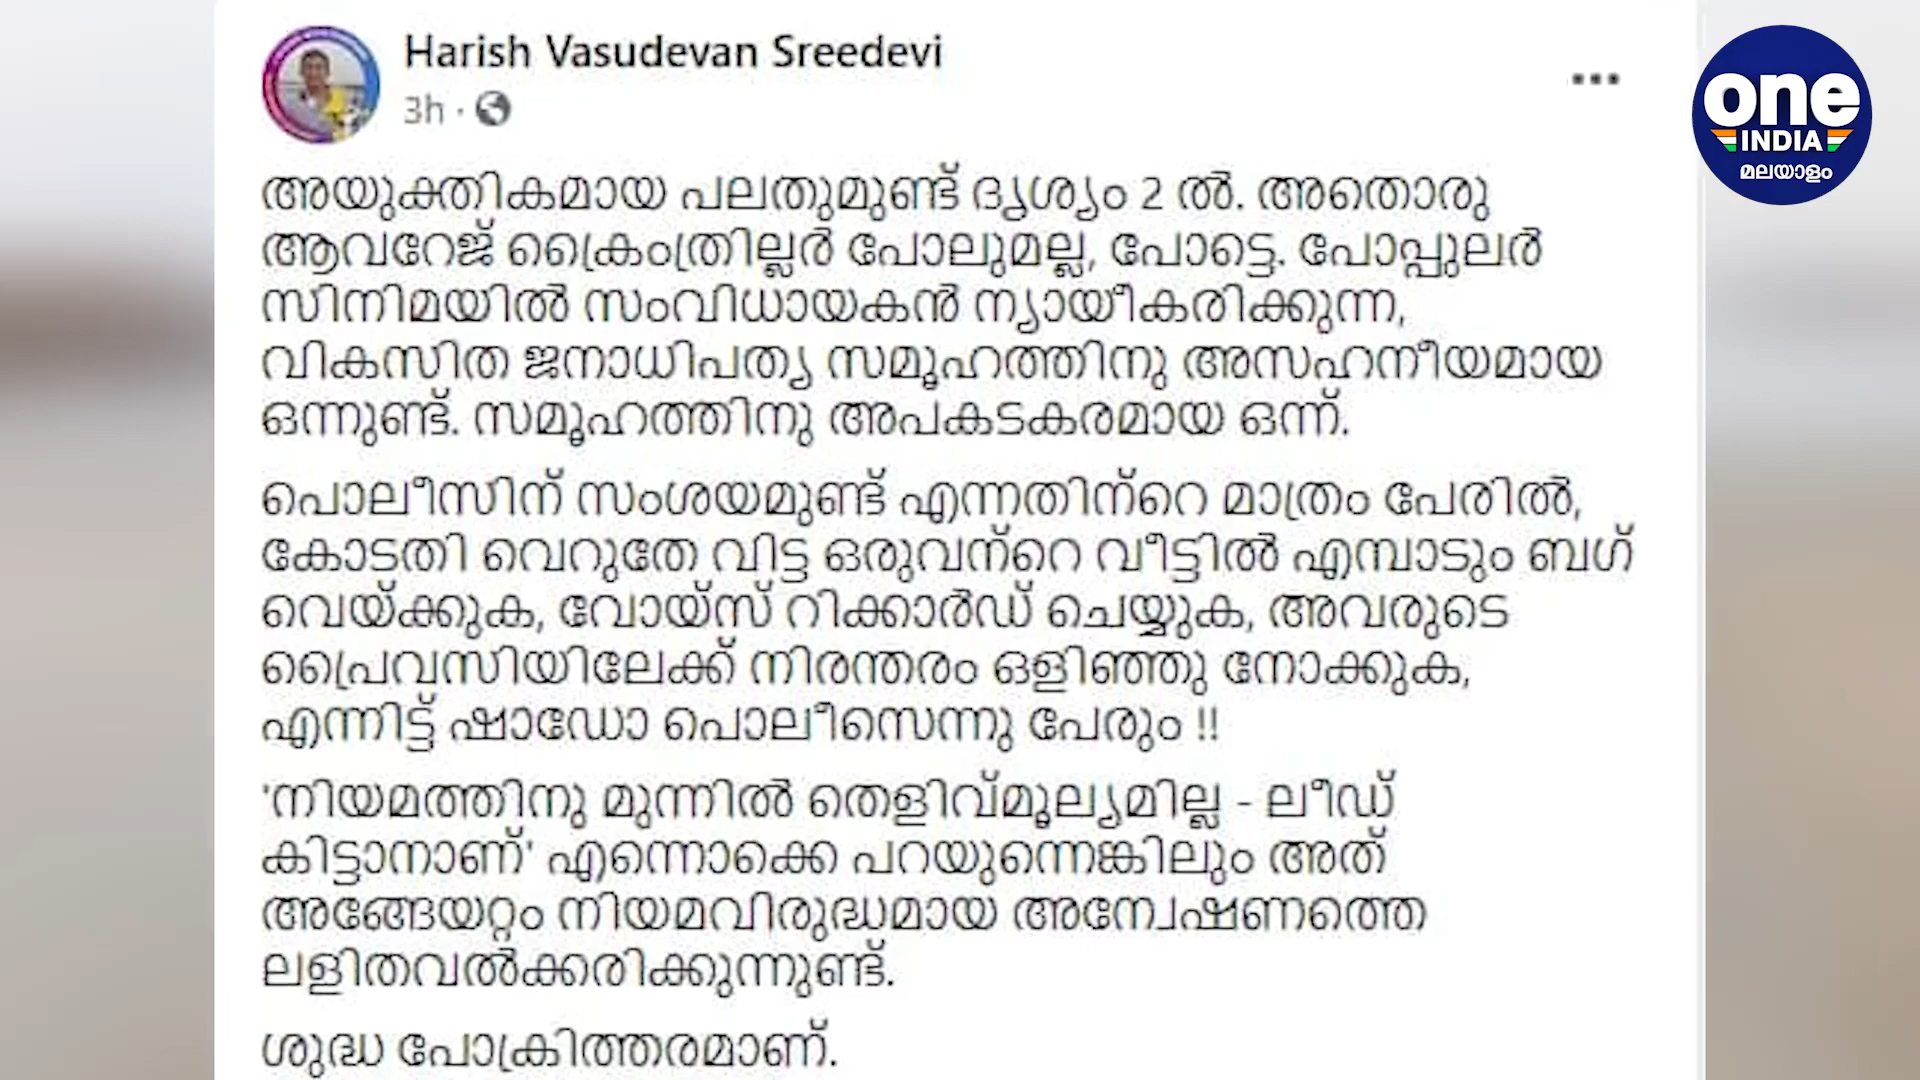 Harish Vasudevan Sreedevi
3h ·
one
INDIA
മലയാളം
അയുക്തികമായ പലതുമുണ്ട് ദൃശ്യം 2 ൽ. അതൊരു
ആവറേജ് ക്രൈംത്രില്ലർ പോലുമല്ല, പോട്ടെ. പോപ്പുലർ
സിനിമയിൽ സംവിധായകൻ ന്യായീകരിക്കുന്ന,
വികസിത ജനാധിപത്യ സമൂഹത്തിനു അസഹനീയമായ
ഒന്നുണ്ട്. സമൂഹത്തിനു അപകടകരമായ ഒന്ന്.
പൊലീസിന് സംശയമുണ്ട് എന്നതിന്റെ മാത്രം പേരിൽ,
കോടതി വെറുതേ വിട്ട ഒരുവന്റെ വീട്ടിൽ എമ്പാടും ബഗ്
വെയ്ക്കുക, വോയ്സ് റിക്കാർഡ് ചെയ്യുക, അവരുടെ
പ്രൈവസിയിലേക്ക് നിരന്തരം ഒളിഞ്ഞു നോക്കുക,
എന്നിട്ട് ഷാഡോ പൊലീസെന്നു പേരും !!
'നിയമത്തിനു മുന്നിൽ തെളിവ്മൂല്യമില്ല - ലീഡ്
കിട്ടാനാണ്' എന്നൊക്കെ പറയുന്നെങ്കിലും അത്
അങ്ങേയറ്റം നിയമവിരുദ്ധമായ അന്വേഷണത്തെ
ലളിതവൽക്കരിക്കുന്നുണ്ട്.
ശുദ്ധ പോക്രിത്തരമാണ്.